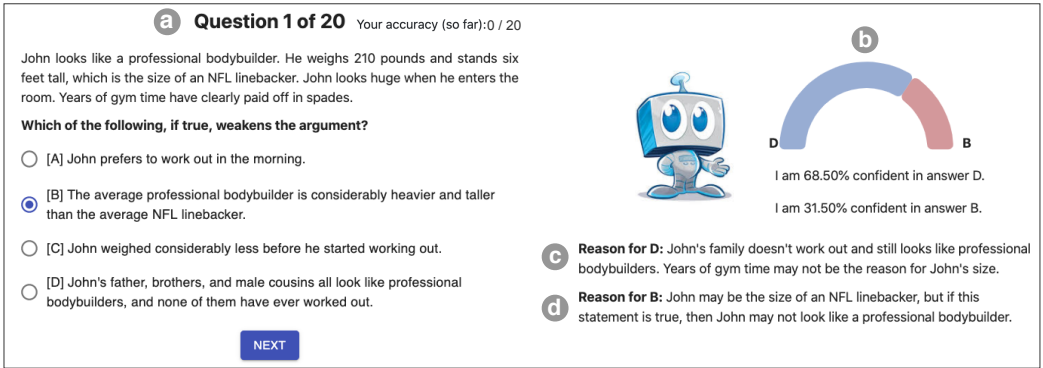 a Question 1 of 20 Your accuracy (so far):0 / 20
John looks like a professional bodybuilder. He weighs 210 pounds and stands six
feet tall, which is the size of an NFL linebacker. John looks huge when he enters the
room. Years of gym time have clearly paid off in spades.
Which of the following, if true, weakens the argument?
[A] John prefers to work out in the morning.
[B] The average professional bodybuilder is considerably heavier and taller
than the average NFL linebacker.
[C] John weighed considerably less before he started working out.
[D] John's father, brothers, and male cousins all look like professional
bodybuilders, and none of them have ever worked out.
NEXT
b
D B
I am 68.50% confident in answer D.
I am 31.50% confident in answer B.
c Reason for D: John's family doesn't work out and still looks like professional
bodybuilders. Years of gym time may not be the reason for John's size.
d Reason for B: John may be the size of an NFL linebacker, but if this
statement is true, then John may not look like a professional bodybuilder.